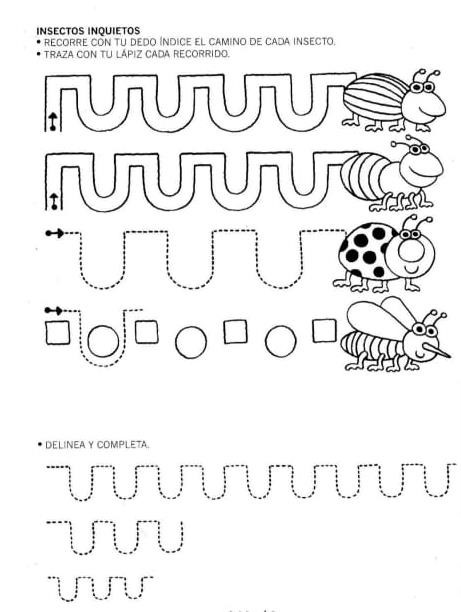 INSECTOS INQUIETOS
• RECORRE CON TU DEDO ÍNDICE EL CAMINO DE CADA INSECTO.
• TRAZA CON TU LÁPIZ CADA RECORRIDO.
• DELINEA Y COMPLETA.